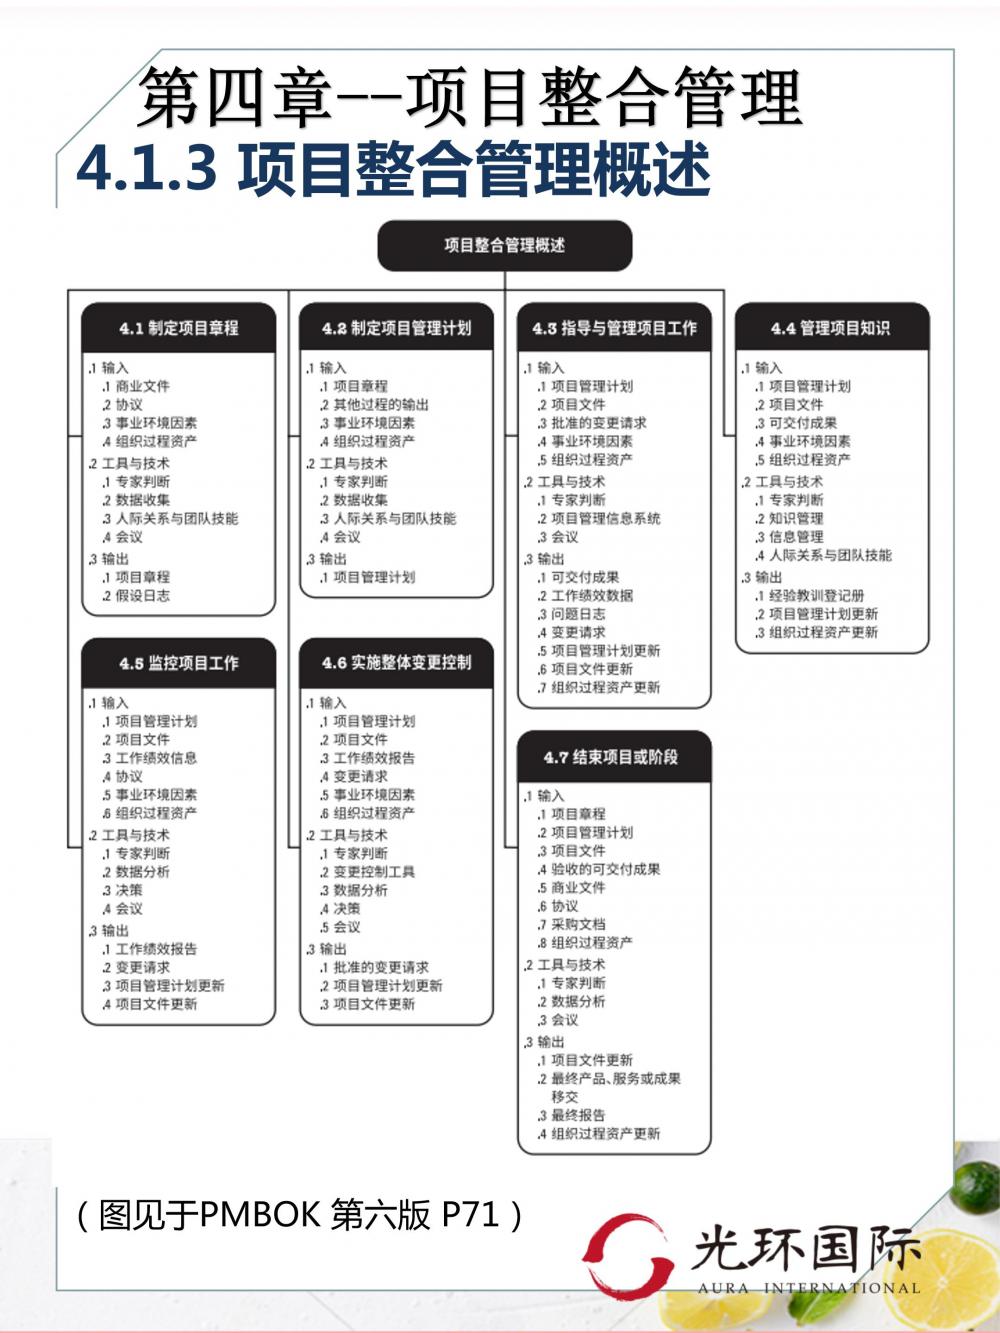 第四章--项目整合管理
4.1.3 项目整合管理概述
项目整合管理概述
4.1 制定项目章程
.1 输入
.1 商业文件
.2 协议
.3 事业环境因素
.4 组织过程资产
.2 工具与技术
.1 专家判断
.2 数据收集
.3 人际关系与团队技能
.4 会议
.3 输出
.1 项目章程
.2 假设日志
4.2 制定项目管理计划
.1 输入
.1 项目章程
.2 其他过程的输出
.3 事业环境因素
.4 组织过程资产
.2 工具与技术
.1 专家判断
.2 数据收集
.3 人际关系与团队技能
.4 会议
.3 输出
.1 项目管理计划
4.3 指导与管理项目工作
.1 输入
.1 项目管理计划
.2 项目文件
.3 批准的变更请求
.4 事业环境因素
.5 组织过程资产
.2 工具与技术
.1 专家判断
.2 项目管理信息系统
.3 会议
.3 输出
.1 可交付成果
.2 工作绩效数据
.3 问题日志
.4 变更请求
.5 项目管理计划更新
.6 项目文件更新
.7 组织过程资产更新
4.4 管理项目知识
.1 输入
.1 项目管理计划
.2 项目文件
.3 可交付成果
.4 事业环境因素
.5 组织过程资产
.2 工具与技术
.1 专家判断
.2 知识管理
.3 信息管理
.4 人际关系与团队技能
.3 输出
.1 经验教训登记册
.2 项目管理计划更新
.3 组织过程资产更新
4.5 监控项目工作
.1 输入
.1 项目管理计划
.2 项目文件
.3 工作绩效信息
.4 协议
.5 事业环境因素
.6 组织过程资产
.2 工具与技术
.1 专家判断
.2 数据分析
.3 决策
.4 会议
.3 输出
.1 工作绩效报告
.2 变更请求
.3 项目管理计划更新
.4 项目文件更新
4.6 实施整体变更控制
.1 输入
.1 项目管理计划
.2 项目文件
.3 工作绩效报告
.4 变更请求
.5 事业环境因素
.6 组织过程资产
.2 工具与技术
.1 专家判断
.2 变更控制工具
.3 数据分析
.4 决策
.5 会议
.3 输出
.1 批准的变更请求
.2 项目管理计划更新
.3 项目文件更新
4.7 结束项目或阶段
.1 输入
.1 项目章程
.2 项目管理计划
.3 项目文件
.4 验收的可交付成果
.5 商业文件
.6 协议
.7 采购文档
.8 组织过程资产
.2 工具与技术
.1 专家判断
.2 数据分析
.3 会议
.3 输出
.1 项目文件更新
.2 最终产品、服务或成果
移交
.3 最终报告
.4 组织过程资产更新
（图见于PMBOK 第六版 P71）
光环国际
AURA INTERNATIONAL